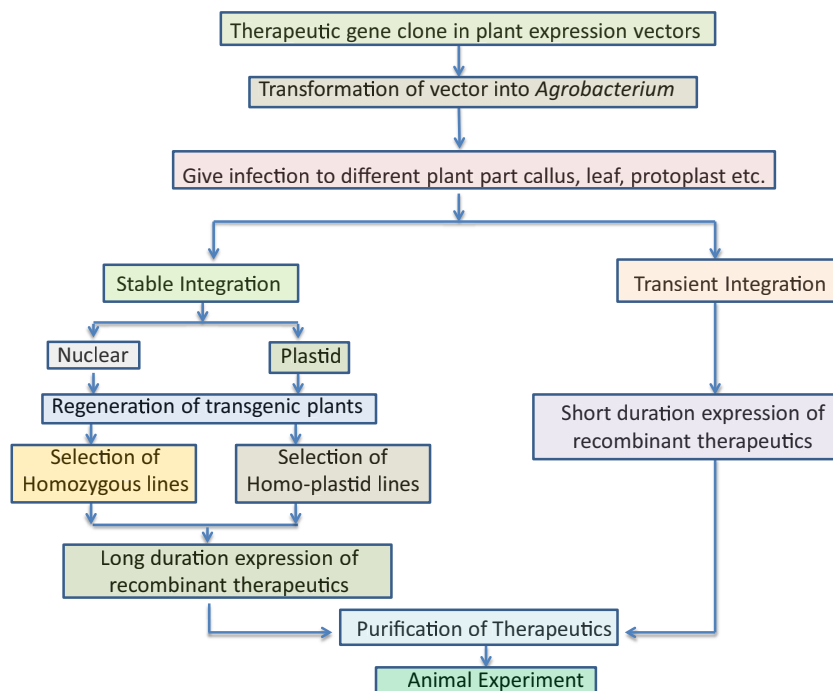 Therapeutic gene clone in plant expression vectors
Transformation of vector into Agrobacterium
Give infection to different plant part callus, leaf, protoplast etc.
Stable Integration
Transient Integration
Nuclear
Plastid
Regeneration of transgenic plants
Short duration expression of
recombinant therapeutics
Selection of
Homozygous lines
Selection of
Homo-plastid lines
Long duration expression of
recombinant therapeutics
Purification of Therapeutics
Animal Experiment